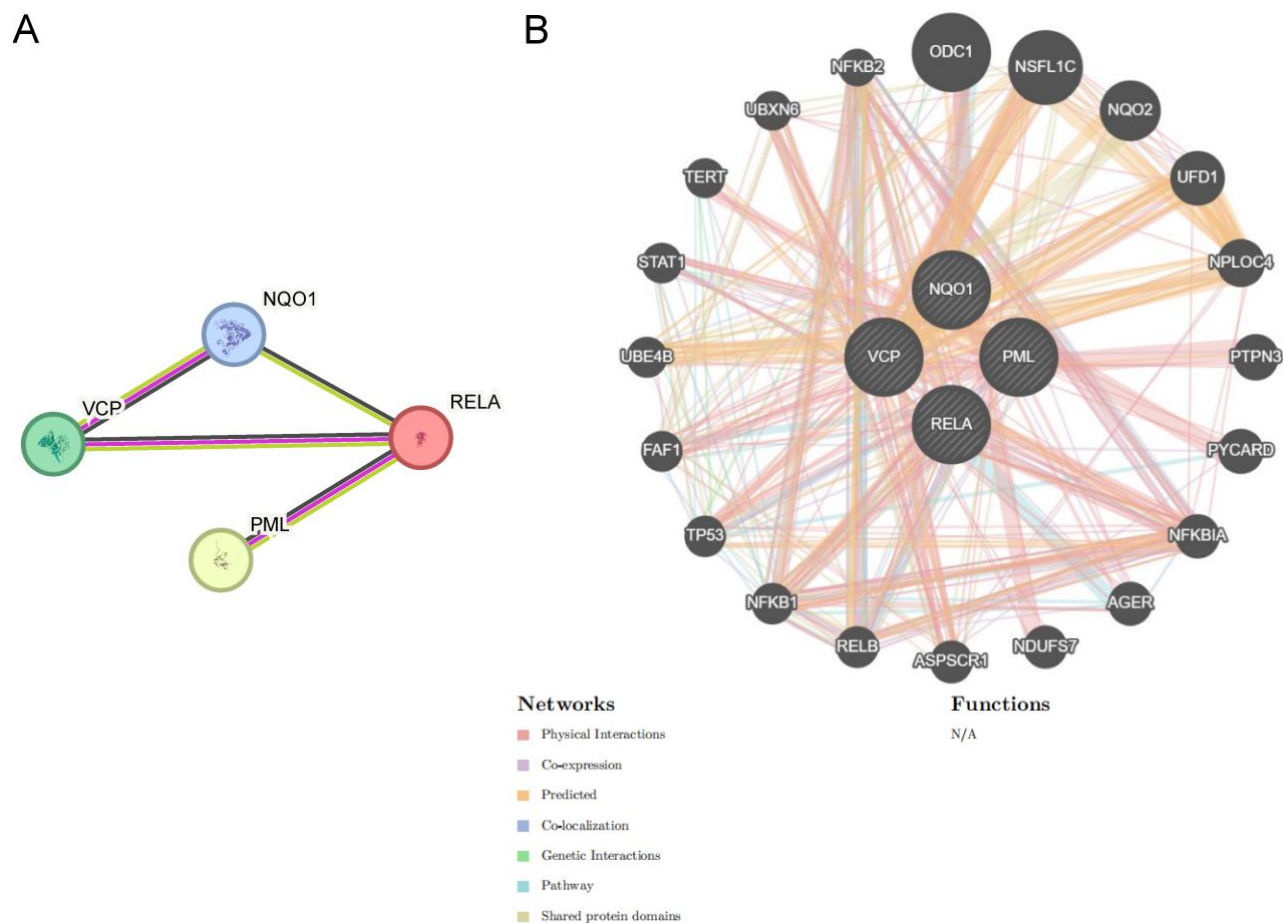 A
B
NQO1
VCP
RELA
PML
ODC1
NFKB2
NSFL1C
UBXN6
NQO2
TERT
UFD1
STAT1
NPLOC4
NQO1
UBE4B
VCP
PML
PTPN3
RELA
FAF1
PYCARD
TP53
NFKBIA
NFKB1
AGER
RELB
ASPSCR1
NDUFS7
Networks
Physical Interactions
Co-expression
Predicted
Co-localization
Genetic Interactions
Pathway
Shared protein domains
Functions
N/A